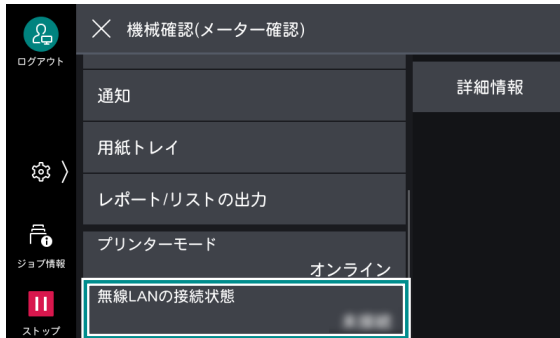 機械確認(メーター確認)
ログアウト
通知
詳細情報
用紙トレイ
レポート/リストの出力
プリンターモード
オンライン
ジョブ情報
無線LANの接続状態
ストップ